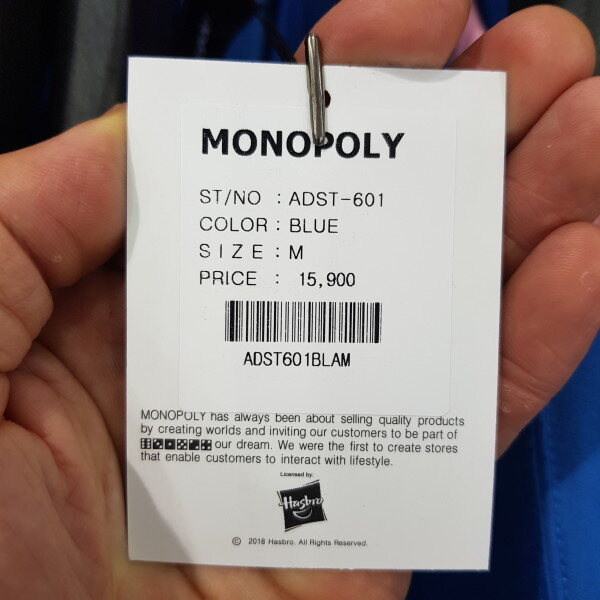 MONOPOLY
ST/NO : ADST-601
COLOR : BLUE
SIZE : M
PRICE : 15,900
ADST601BLAM
MONOPOLY has always been about selling quality products
by creating worlds and inviting our customers to be part of
our dream. We were the first to create stores
that enable customers to interact with lifestyle.
Licensed by:
Hasbro
© 2018 Hasbro. All Rights Reserved.